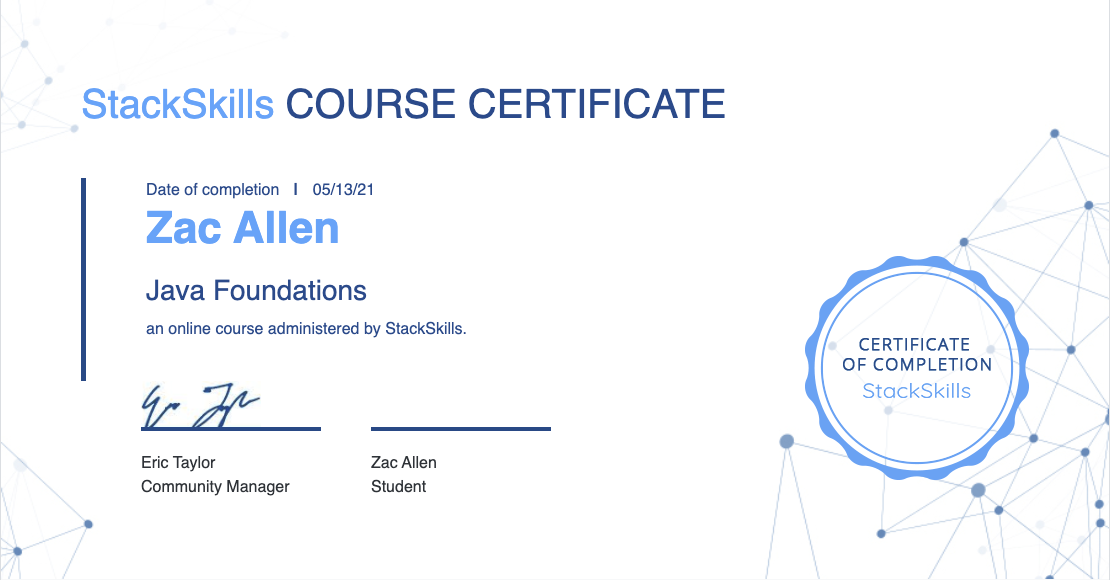 StackSkills COURSE CERTIFICATE
Date of completion I 05/13/21
Zac Allen
Java Foundations
an online course administered by StackSkills.
Eric Taylor
Community Manager
Zac Allen
Student
CERTIFICATE
OF COMPLETION
StackSkills